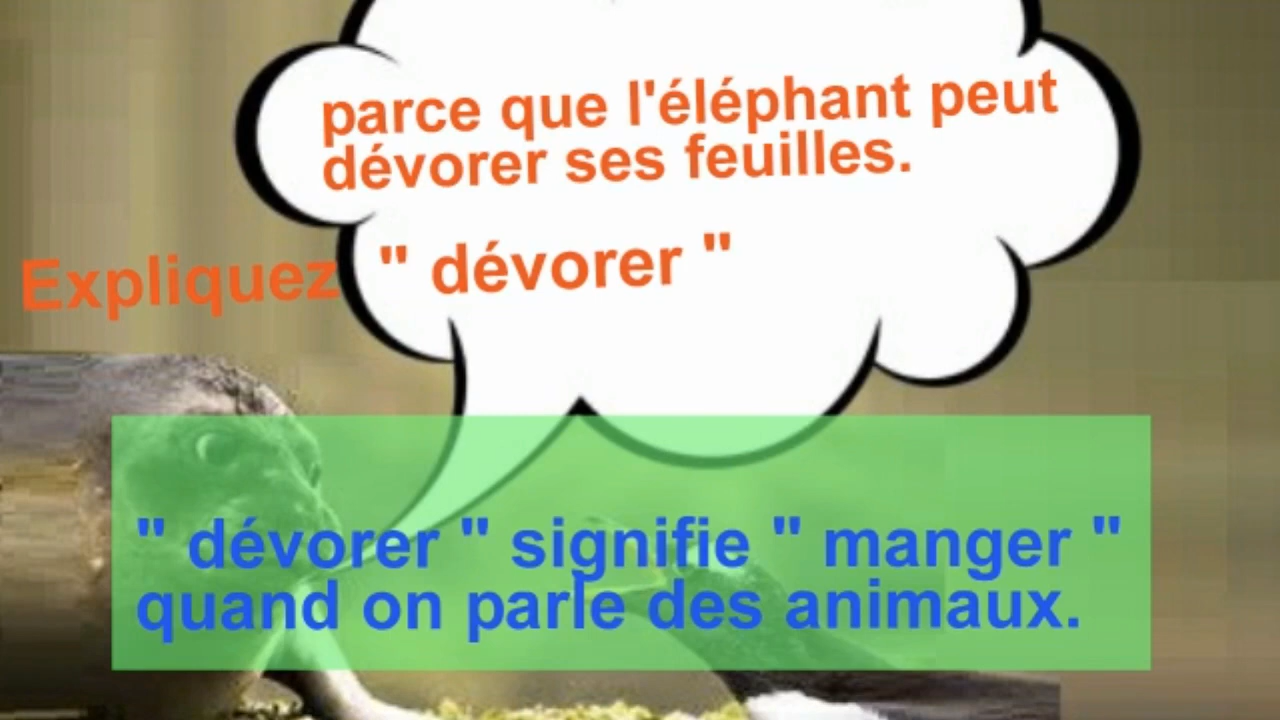 parce que l'éléphant peut
dévorer ses feuilles.
Expliquez " dévorer "
" dévorer " signifie " manger "
quand on parle des animaux.